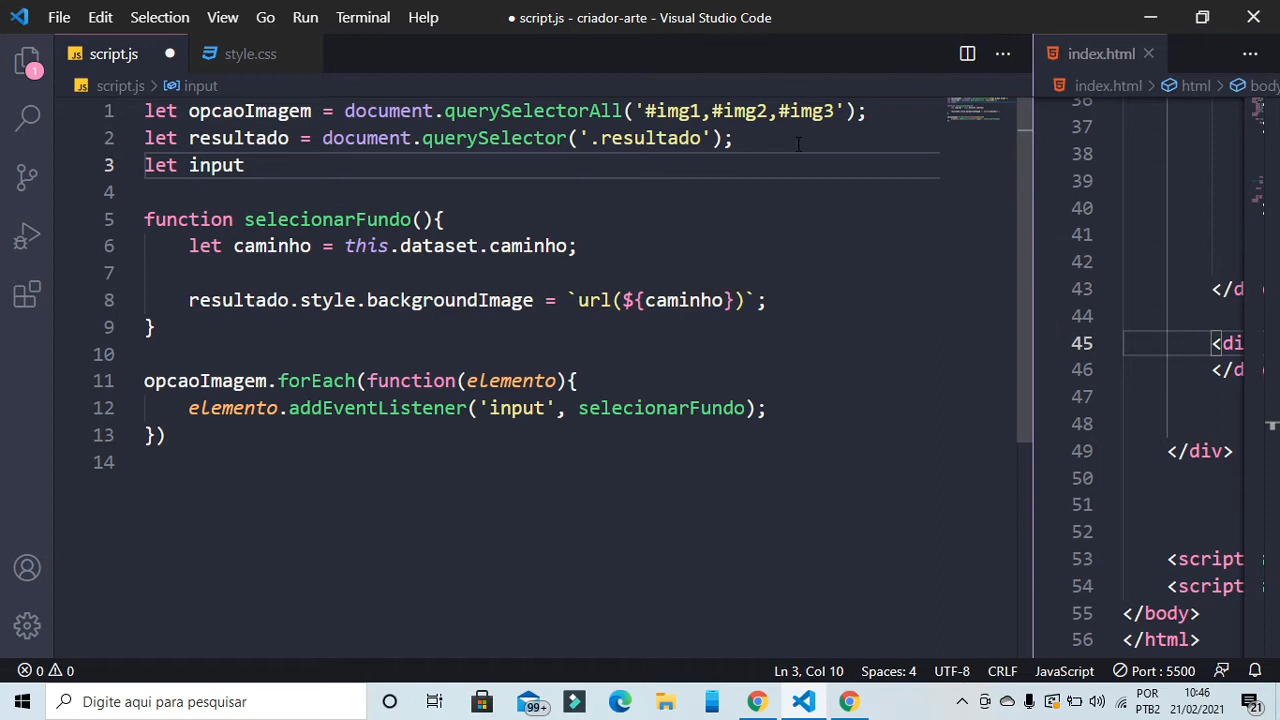 File Edit Selection View Go Run Terminal Help ● script.js - criador-arte - Visual Studio Code
JS script.js ● style.css
index.html
JS script.js > input
index.html > html > body
1 let opcaoImagem = document.querySelectorAll('#img1,#img2,#img3');
2 let resultado = document.querySelector('.resultado');
3 let input
4
5 function selecionarFundo(){
6 let caminho = this.dataset.caminho;
7
8 resultado.style.backgroundImage = `url(${caminho})`;
9 }
10
11 opcaoImagem.forEach(function(elemento){
12 elemento.addEventListener('input', selecionarFundo);
13 })
14
36
37
38
39
40
41
42
43 </d
44
45 <di
46 </d
47
48
49 </div>
50
51
52
53 <script
54 <script
55 </body>
56 </html>
1
0 0 Ln 3, Col 10 Spaces: 4 UTF-8 CRLF JavaScript Port : 5500
Digite aqui para pesquisar
99+
POR
PTB2
10:46
21/02/2021
21